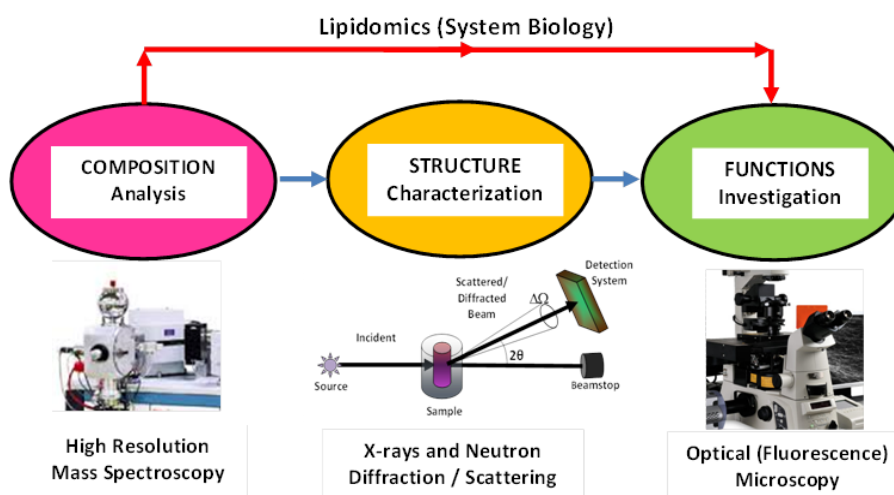 Lipidomics (System Biology)
COMPOSITION
Analysis
STRUCTURE
Characterization
FUNCTIONS
Investigation
Scattered/
Diffracted
Beam
Detection
System
ΔΩ
Incident
2θ
Source
Sample
Beamstop
High Resolution
Mass Spectroscopy
X-rays and Neutron
Diffraction / Scattering
Optical (Fluorescence)
Microscopy